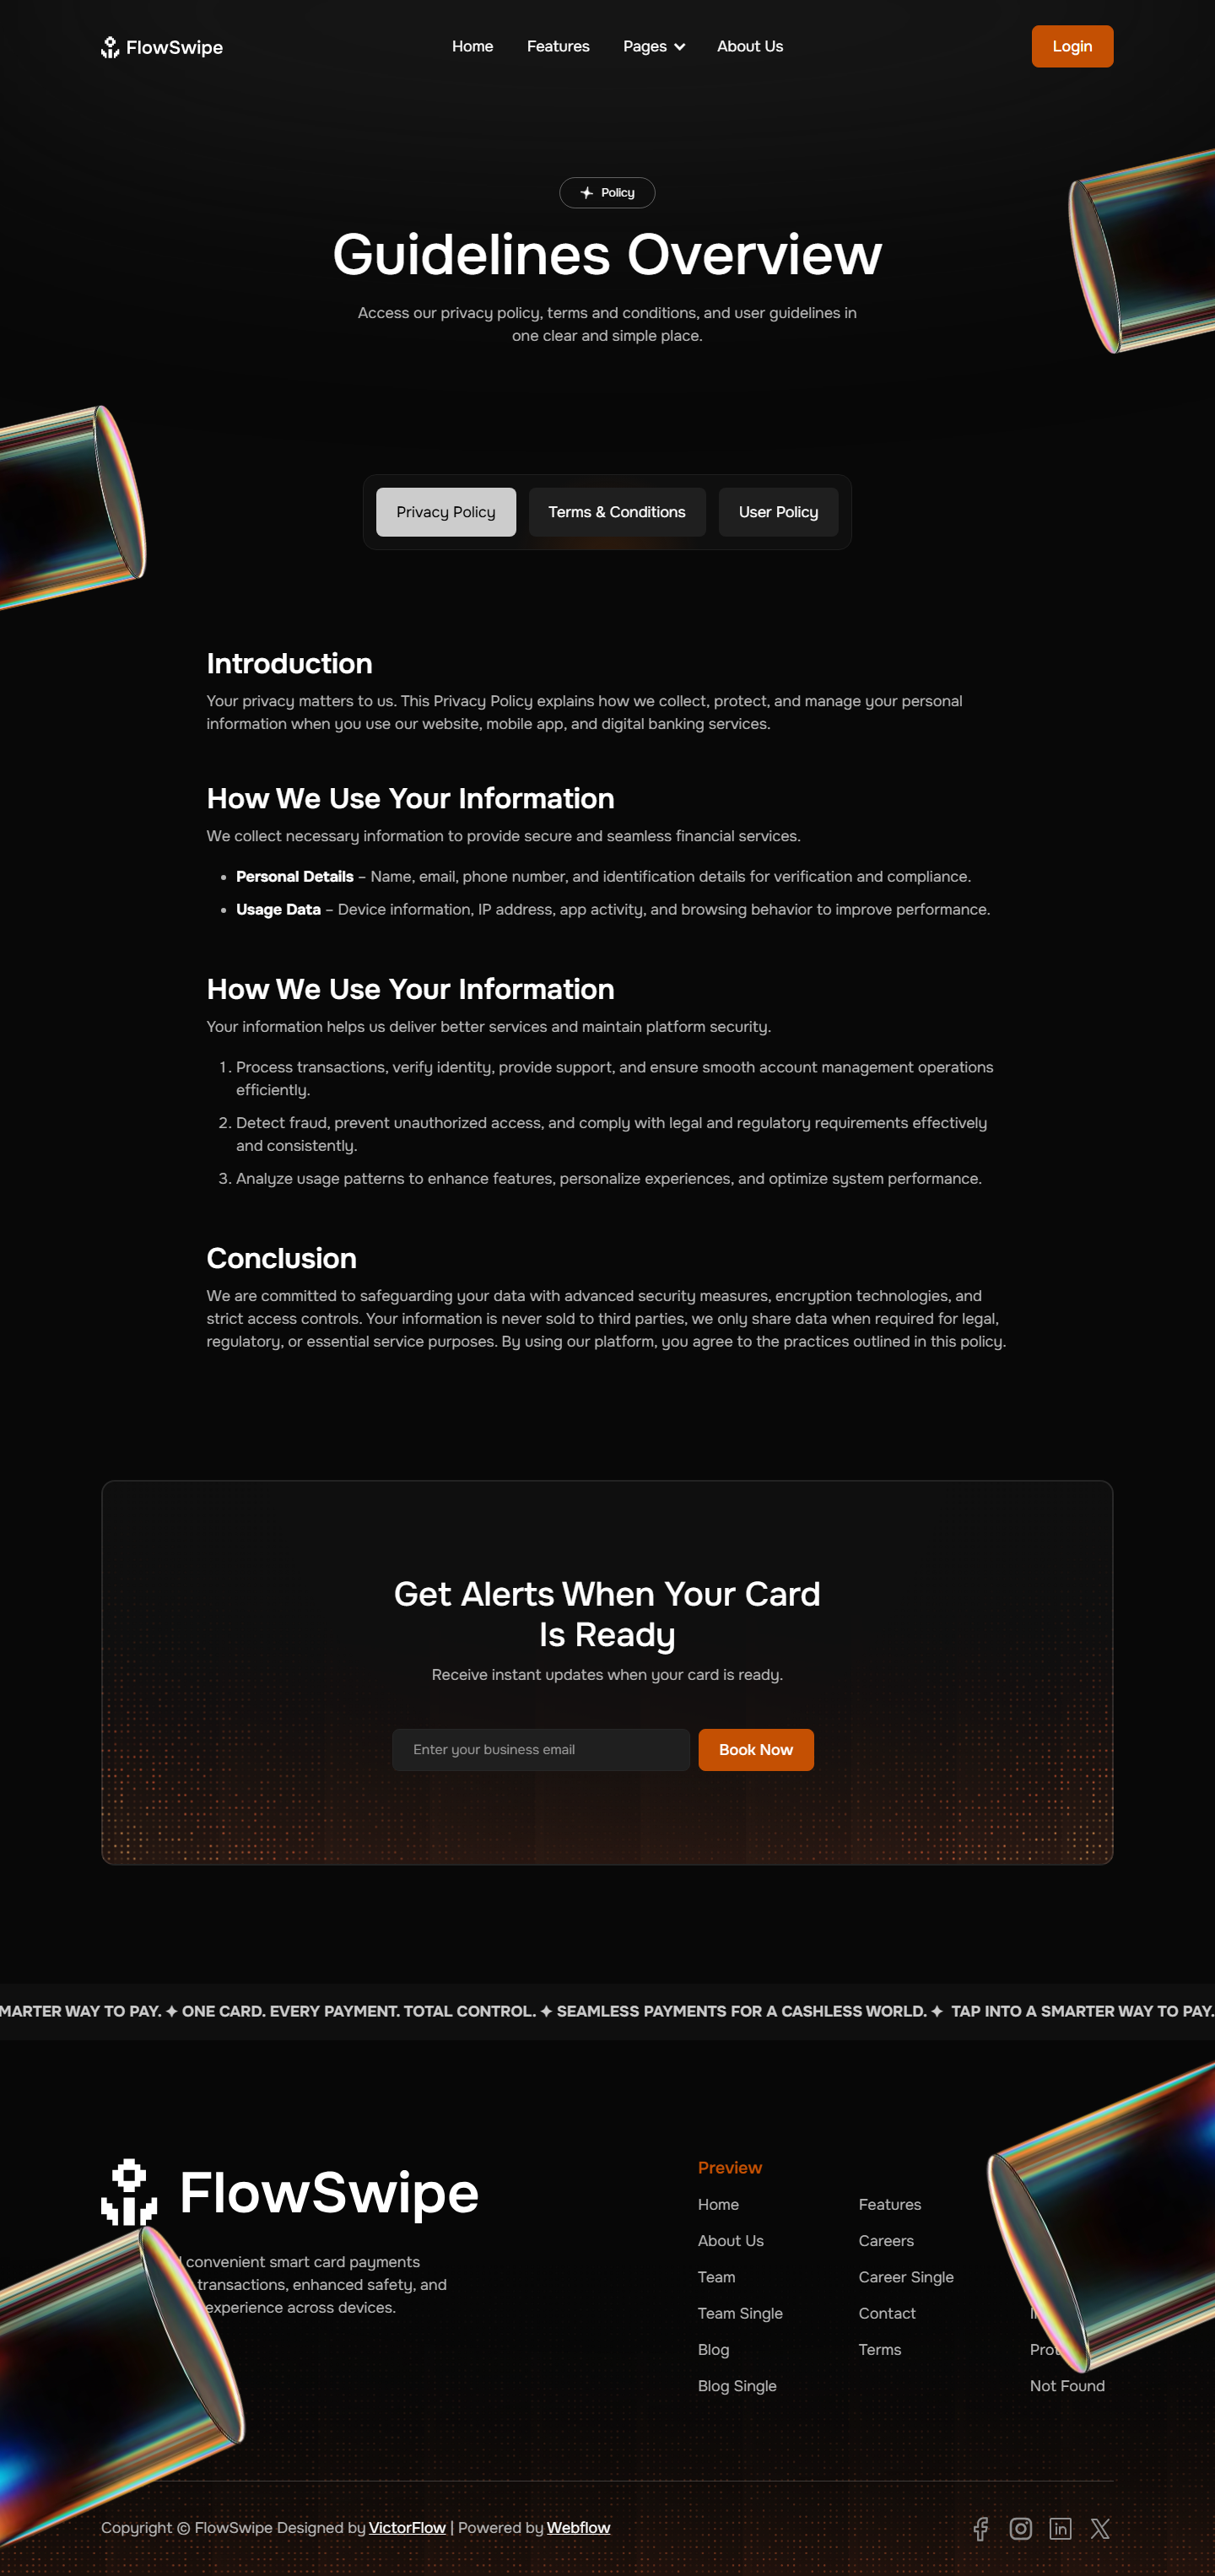 FlowSwipe
Home
Features
Pages
About Us
Login
Policy
Guidelines Overview
Access our privacy policy, terms and conditions, and user guidelines in
one clear and simple place.
Privacy Policy
Terms & Conditions
User Policy
Introduction
Your privacy matters to us. This Privacy Policy explains how we collect, protect, and manage your personal
information when you use our website, mobile app, and digital banking services.
How We Use Your Information
We collect necessary information to provide secure and seamless financial services.
• Personal Details – Name, email, phone number, and identification details for verification and compliance.
• Usage Data – Device information, IP address, app activity, and browsing behavior to improve performance.
How We Use Your Information
Your information helps us deliver better services and maintain platform security.
1. Process transactions, verify identity, provide support, and ensure smooth account management operations
efficiently.
2. Detect fraud, prevent unauthorized access, and comply with legal and regulatory requirements effectively
and consistently.
3. Analyze usage patterns to enhance features, personalize experiences, and optimize system performance.
Conclusion
We are committed to safeguarding your data with advanced security measures, encryption technologies, and
strict access controls. Your information is never sold to third parties, we only share data when required for legal,
regulatory, or essential service purposes. By using our platform, you agree to the practices outlined in this policy.
Get Alerts When Your Card
Is Ready
Receive instant updates when your card is ready.
Enter your business email
Book Now
MARTER WAY TO PAY. ✦ ONE CARD. EVERY PAYMENT. TOTAL CONTROL. ✦ SEAMLESS PAYMENTS FOR A CASHLESS WORLD. ✦ TAP INTO A SMARTER WAY TO PAY.
FlowSwipe
convenient smart card payments
transactions, enhanced safety, and
experience across devices.
Preview
Home
About Us
Team
Team Single
Blog
Blog Single
Features
Careers
Career Single
Contact
Terms
Not Found
Copyright © FlowSwipe Designed by VictorFlow | Powered by Webflow